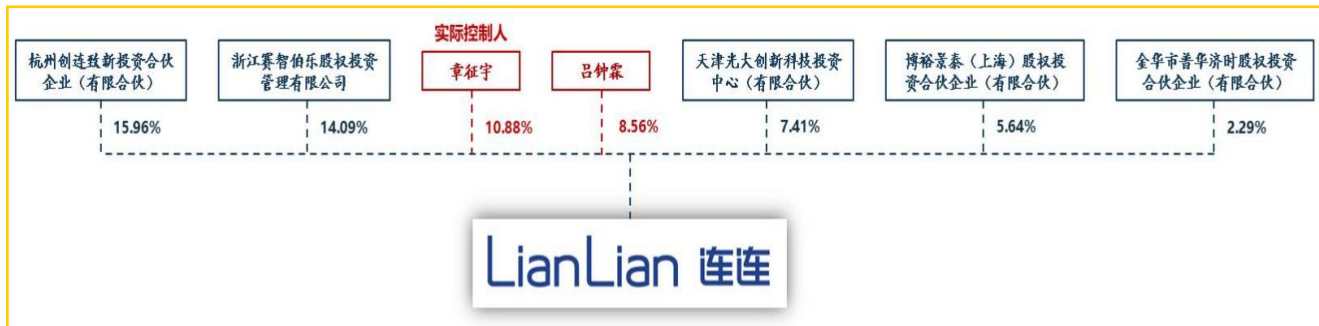 实际控制人
杭州创连致新投资合伙
企业（有限合伙）
浙江赛智伯乐股权投资
管理有限公司
章征宇
吕钟霖
天津光大创新科技投资
中心（有限合伙）
博裕景泰（上海）股权投
资合伙企业（有限合伙）
金华市普华济时股权投资
合伙企业（有限合伙）
15.96%
14.09%
10.88%
8.56%
7.41%
5.64%
2.29%
LianLian 连连